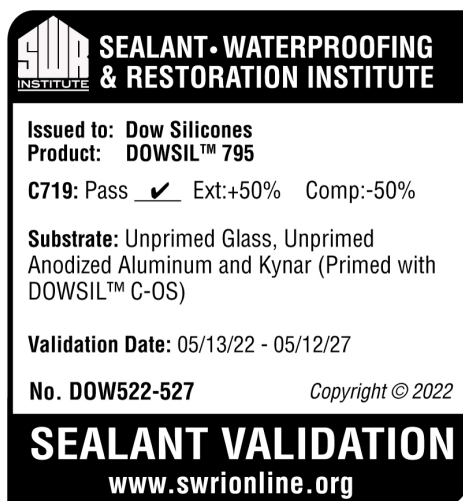 SWR
INSTITUTE
SEALANT • WATERPROOFING
& RESTORATION INSTITUTE
Issued to: Dow Silicones
Product: DOWSIL™ 795
C719: Pass ✔ Ext:+50% Comp:-50%
Substrate: Unprimed Glass, Unprimed
Anodized Aluminum and Kynar (Primed with
DOWSIL™ C-OS)
Validation Date: 05/13/22 - 05/12/27
No. DOW522-527 Copyright © 2022
SEALANT VALIDATION
www.swrionline.org